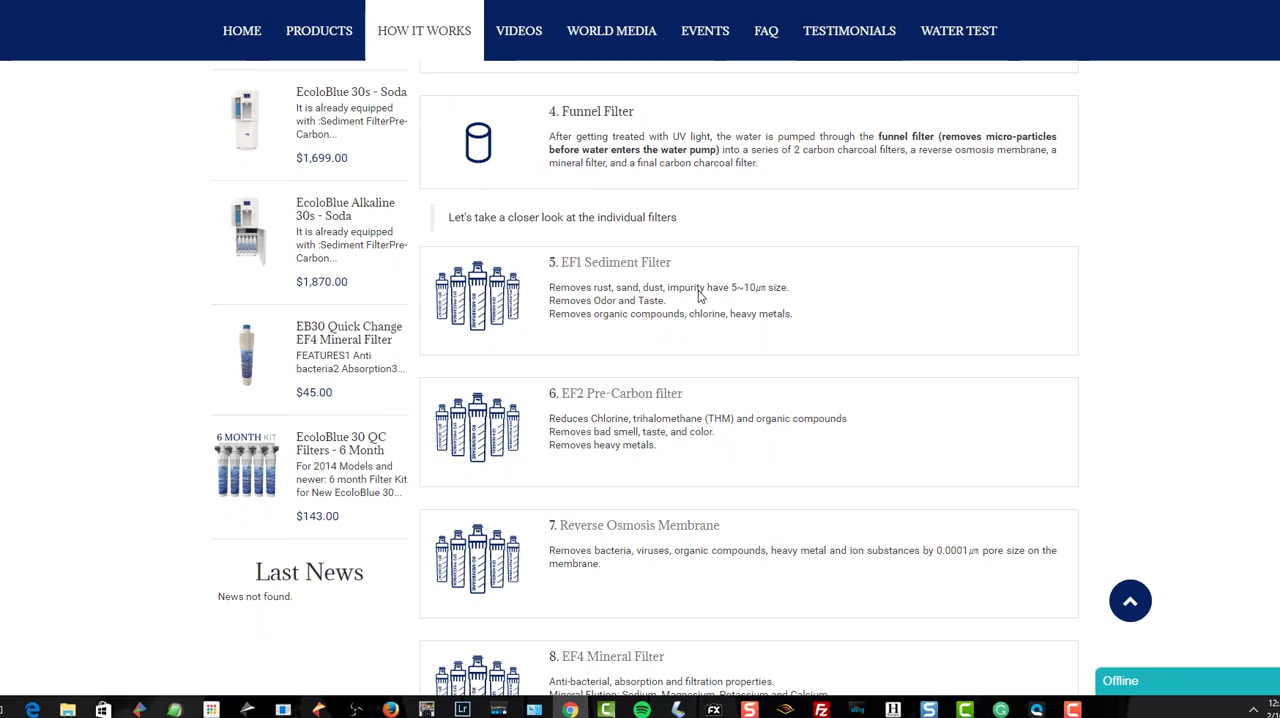 HOME PRODUCTS HOW IT WORKS VIDEOS WORLD MEDIA EVENTS FAQ TESTIMONIALS WATER TEST
EcoloBlue 30s - Soda
It is already equipped
with :Sediment FilterPre-
Carbon...
$1,699.00
EcoloBlue Alkaline
30s - Soda
It is already equipped
with :Sediment FilterPre-
Carbon...
$1,870.00
EB30 Quick Change
EF4 Mineral Filter
FEATURES1 Anti
bacteria2 Absorption3...
$45.00
6 MONTH KIT
EcoloBlue 30 QC
Filters - 6 Month
For 2014 Models and
newer: 6 month Filter Kit
for New EcoloBlue 30...
$143.00
Last News
News not found.
4. Funnel Filter
After getting treated with UV light, the water is pumped through the funnel filter (removes micro-particles
before water enters the water pump) into a series of 2 carbon charcoal filters, a reverse osmosis membrane, a
mineral filter, and a final carbon charcoal filter.
Let's take a closer look at the individual filters
5. EF1 Sediment Filter
Removes rust, sand, dust, impurity have 5~10㎛ size.
Removes Odor and Taste.
Removes organic compounds, chlorine, heavy metals.
6. EF2 Pre-Carbon filter
Reduces Chlorine, trihalomethane (THM) and organic compounds
Removes bad smell, taste, and color.
Removes heavy metals.
7. Reverse Osmosis Membrane
Removes bacteria, viruses, organic compounds, heavy metal and ion substances by 0.0001㎛ pore size on the
membrane.
8. EF4 Mineral Filter
Anti-bacterial, absorption and filtration properties.
Mineral Elution: Sodium, Magnesium, Potassium and Calcium
Offline